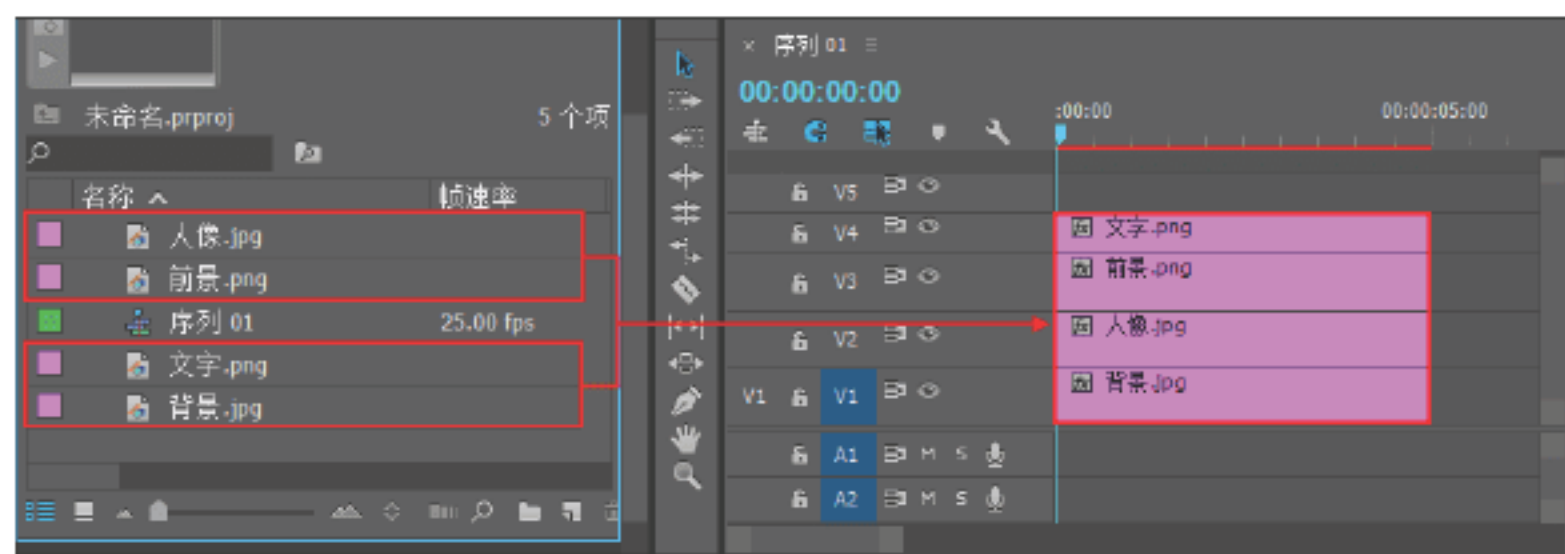 未命名.prproj
5 个项
名称
帧速率
人像.jpg
前景.png
序列 01
25.00 fps
文字.png
背景.jpg
× 序列 01
00:00:00:00
:00:00
00:00:05:00
V5
V4
文字.png
V3
前景.png
V2
人像.jpg
V1 V1
背景.jpg
A1 M S
A2 M S